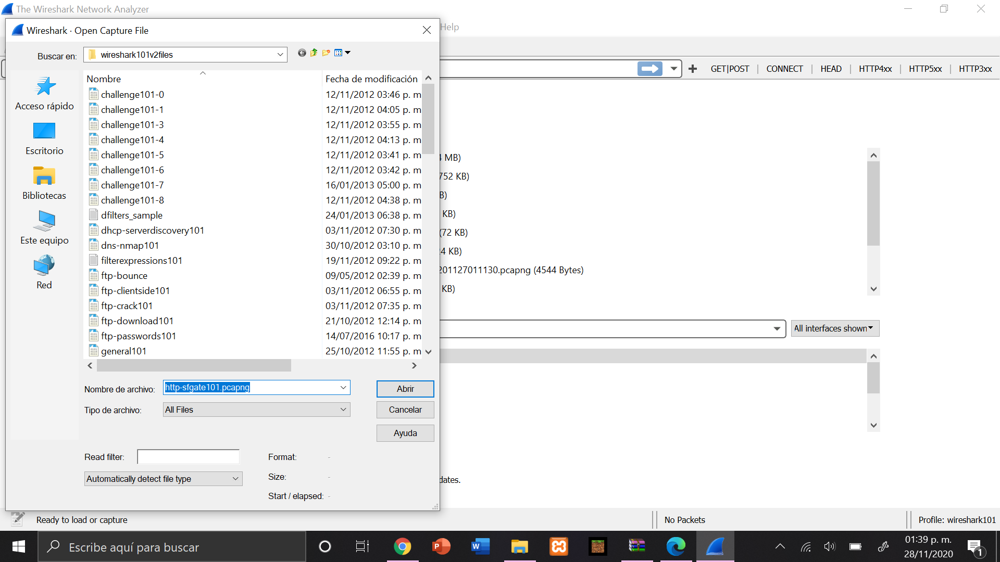 The Wireshark Network Analyzer
Wireshark · Open Capture File
Help
Buscar en:
wireshark101v2files
GET|POST
CONNECT
HEAD
HTTP4xx
HTTP5xx
HTTP3xx
Acceso rápido
Escritorio
Bibliotecas
Este equipo
Red
Nombre Fecha de modificación
challenge101-0 12/11/2012 03:46 p. m
challenge101-1 12/11/2012 04:05 p. m
challenge101-3 12/11/2012 03:55 p. m
challenge101-4 12/11/2012 04:13 p. m
challenge101-5 12/11/2012 03:41 p. m
challenge101-6 12/11/2012 03:42 p. m
challenge101-7 16/01/2013 05:00 p. m
challenge101-8 12/11/2012 04:38 p. m
dfilters_sample 24/01/2013 06:38 p. m
dhcp-serverdiscovery101 03/11/2012 07:30 p. m
dns-nmap101 30/10/2012 03:10 p. m
filterexpressions101 19/11/2012 09:22 p. m
ftp-bounce 09/05/2012 02:39 p. m
ftp-clientside101 03/11/2012 06:55 p. m
ftp-crack101 03/11/2012 07:35 p. m
ftp-download101 21/10/2012 12:14 p. m
ftp-passwords101 14/07/2016 10:17 p. m
general101 25/10/2012 11:55 p. m
MB)
752 KB)
B)
KB)
(72 KB)
4 KB)
201127011130.pcapng (4544 Bytes)
KB)
All interfaces shown
Nombre de archivo:
http-sfgate101.pcapng
Abrir
Tipo de archivo:
All Files
Cancelar
Ayuda
Read filter:
Format: -
Automatically detect file type
Size: -
Start / elapsed: -
dates.
Ready to load or capture
No Packets
Profile: wireshark101
Escribe aquí para buscar
01:39 p. m.
28/11/2020
1